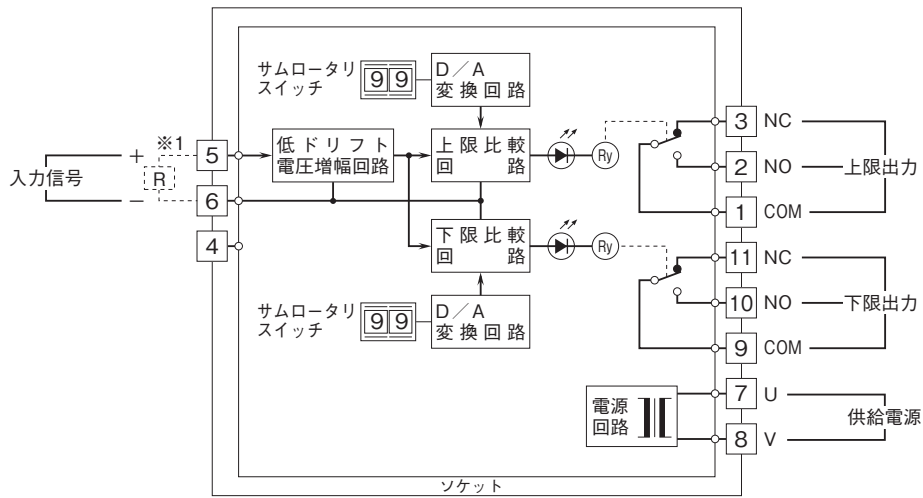 サムロータリ
スイッチ
9 9
D／A
変換回路
※1
入力信号
＋
R
－
5
6
4
低ドリフト
電圧増幅回路
上限比較
回路
Ry
下限比較
回路
Ry
サムロータリ
スイッチ
9 9
D／A
変換回路
3 NC
2 NO
1 COM
上限出力
11 NC
10 NO
9 COM
下限出力
電源
回路
7 U
8 V
供給電源
ソケット